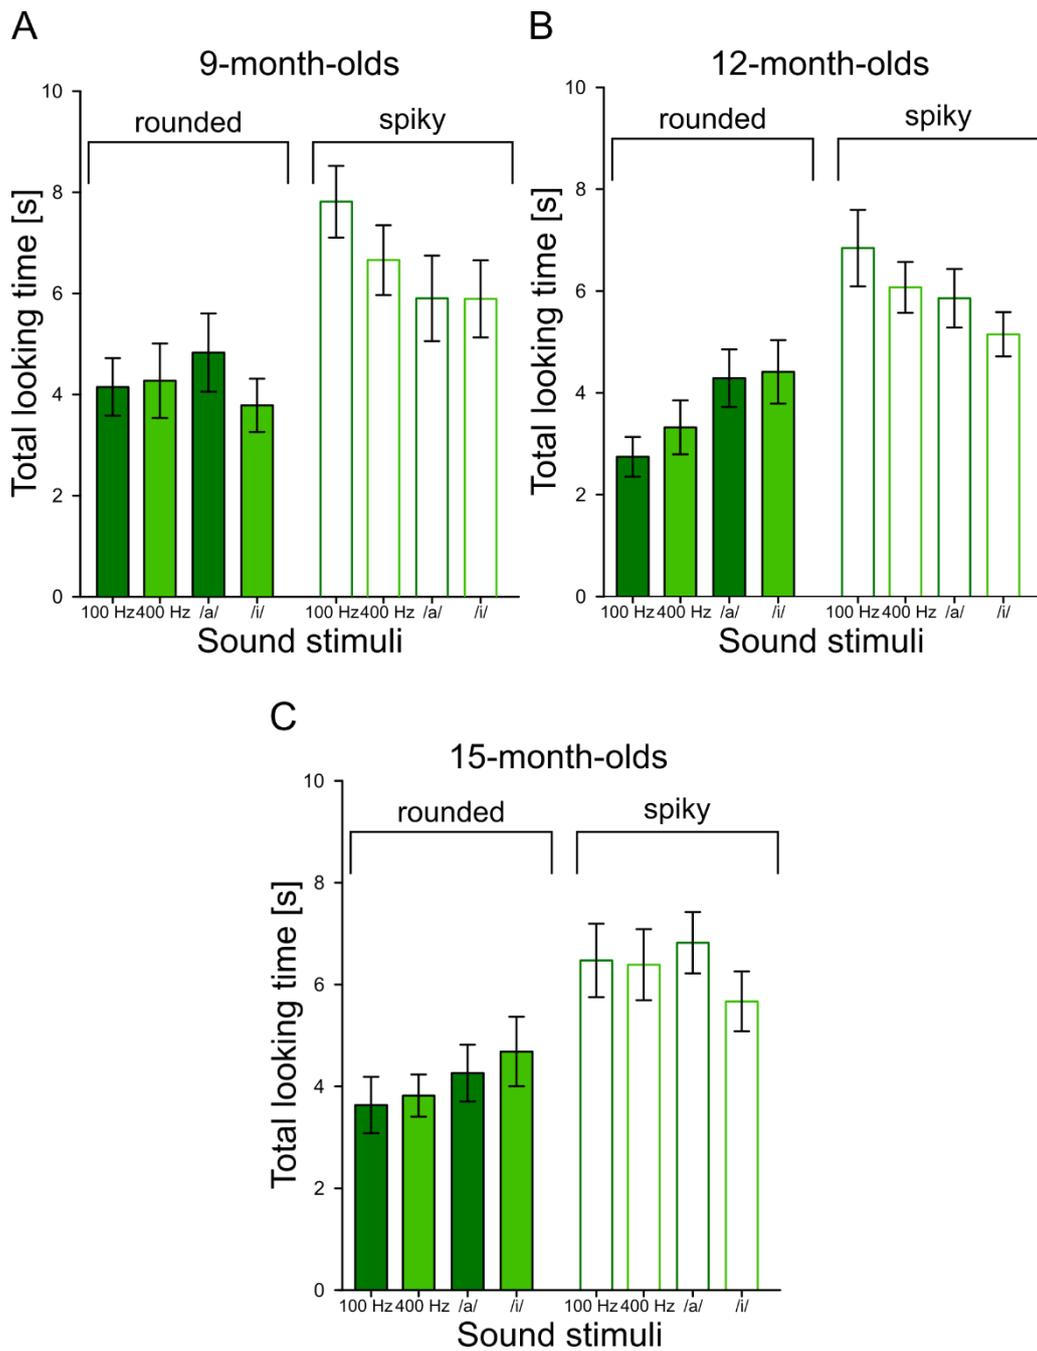 A
9-month-olds
10
rounded
spiky
8
6
4
2
0
Total looking time [s]
100 Hz 400 Hz /a/ /i/ 100 Hz 400 Hz /a/ /i/
Sound stimuli
B
12-month-olds
10
rounded
spiky
8
6
4
2
0
Total looking time [s]
100 Hz 400 Hz /a/ /i/ 100 Hz 400 Hz /a/ /i/
Sound stimuli
C
15-month-olds
10
rounded
spiky
8
6
4
2
0
Total looking time [s]
100 Hz 400 Hz /a/ /i/ 100 Hz 400 Hz /a/ /i/
Sound stimuli